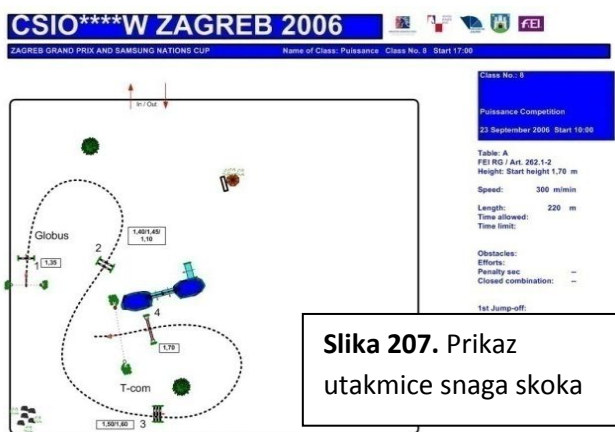 CSIO****W ZAGREB 2006
FEI
ZAGREB GRAND PRIX AND SAMSUNG NATIONS CUP Name of Class: Puissance Class No. 8 Start 17:00
Class No.: 8
Puissance Competition
23 September 2006 Start 10:00
Table: A
FEI RG / Art. 262.1-2
Height: Start height 1,70 m
Speed: 300 m/min
Length: 220 m
Time allowed:
Time limit:
Obstacles:
Efforts:
Penalty sec --
Closed combination: --
1st Jump-off:
In / Out
Globus
1
1,35
2
1,40/1,45/
1,10
4
1,70
T-com
3
1,50/1,60
Slika 207. Prikaz
utakmice snaga skoka